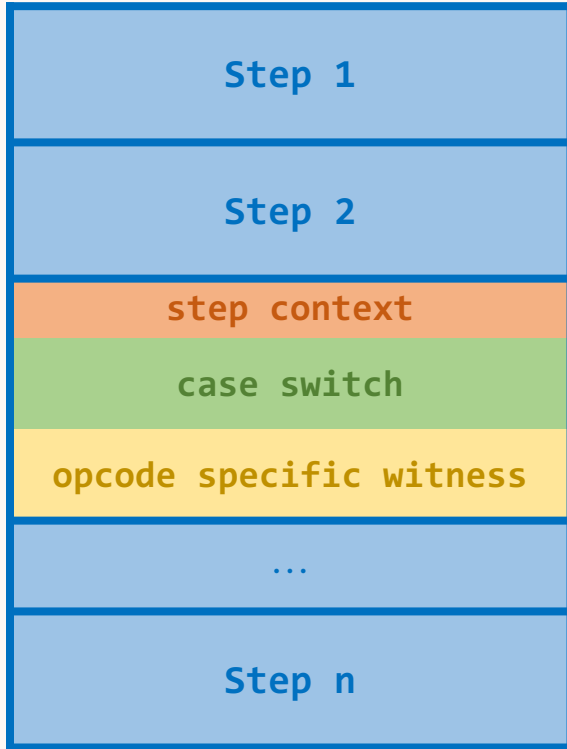 Step 1
Step 2
step context
case switch
opcode specific witness
...
Step n